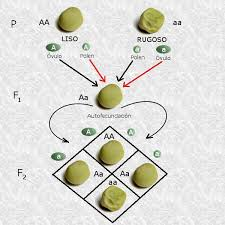 P AA aa
LISO RUGOSO
A A a a
Óvulo Polen Polen Óvulo
F1 Aa
Autofecundación
A A
a AA a
F2 Aa Aa
aa